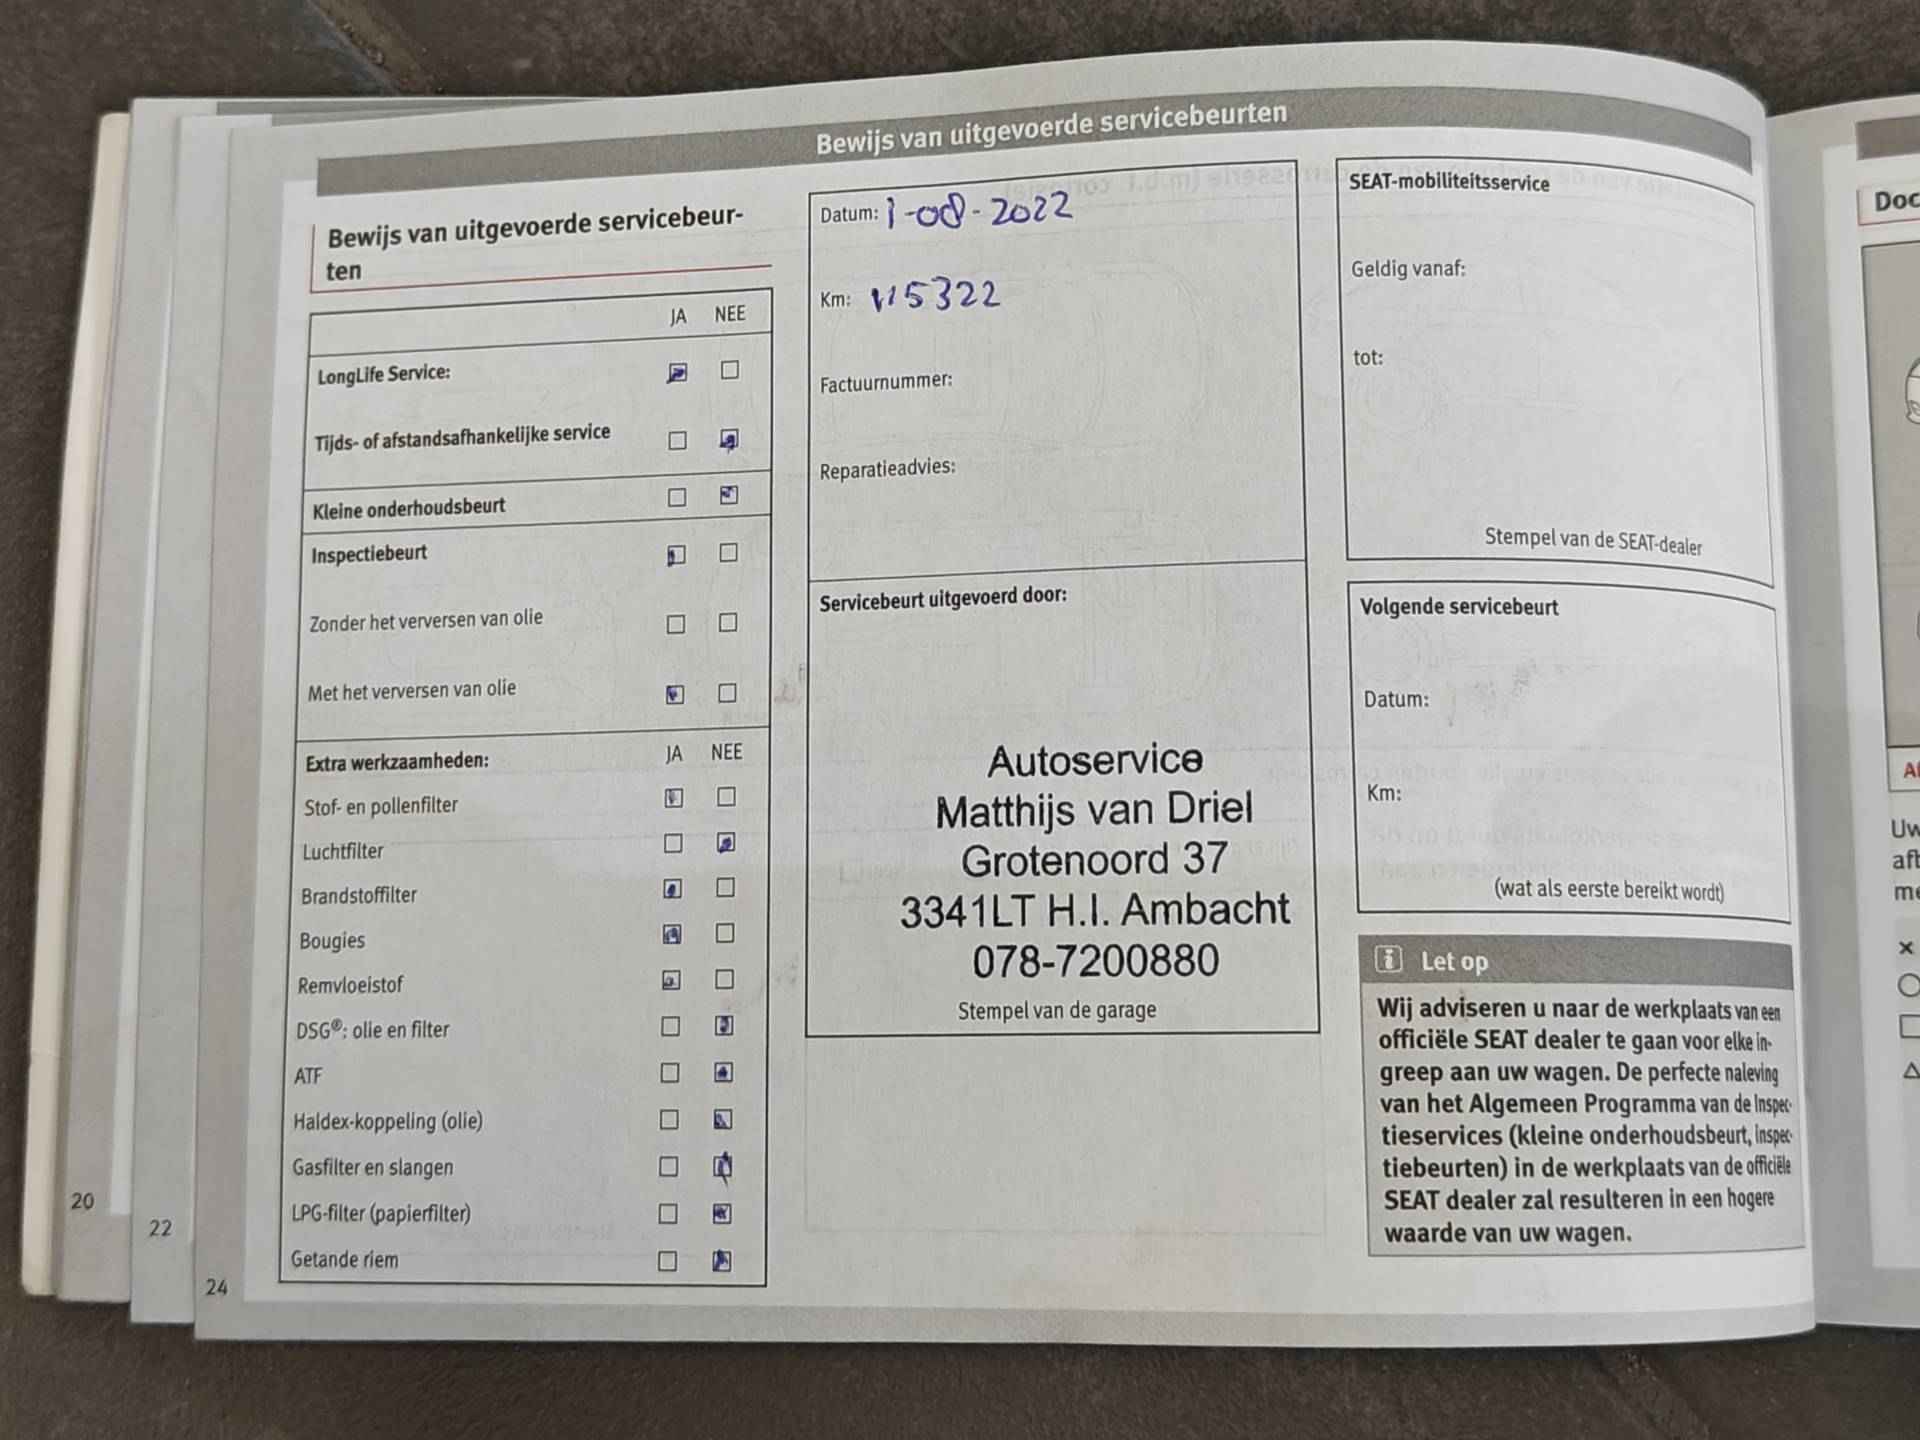 Bewijs van uitgevoerde servicebeurten
Bewijs van uitgevoerde servicebeur-
ten
JA NEE
LongLife Service:
Tijds- of afstandsafhankelijke service
Kleine onderhoudsbeurt
Inspectiebeurt
Zonder het verversen van olie
Met het verversen van olie
Extra werkzaamheden: JA NEE
Stof- en pollenfilter
Luchtfilter
Brandstoffilter
Bougies
Remvloeistof
DSG®: olie en filter
ATF
Haldex-koppeling (olie)
Gasfilter en slangen
LPG-filter (papierfilter)
Getande riem
Datum: 1-08-2022
Km: 115322
Factuurnummer:
Reparatieadvies:
Servicebeurt uitgevoerd door:
Autoservice
Matthijs van Driel
Grotenoord 37
3341LT H.I. Ambacht
078-7200880
Stempel van de garage
SEAT-mobiliteitsservice
Geldig vanaf:
tot:
Stempel van de SEAT-dealer
Volgende servicebeurt
Datum:
Km:
(wat als eerste bereikt wordt)
i Let op
Wij adviseren u naar de werkplaats van een
officiële SEAT dealer te gaan voor elke in-
greep aan uw wagen. De perfecte naleving
van het Algemeen Programma van de Inspec-
tieservices (kleine onderhoudsbeurt, inspec-
tiebeurten) in de werkplaats van de officiële
SEAT dealer zal resulteren in een hogere
waarde van uw wagen.
20
22
24
Doc
Uw